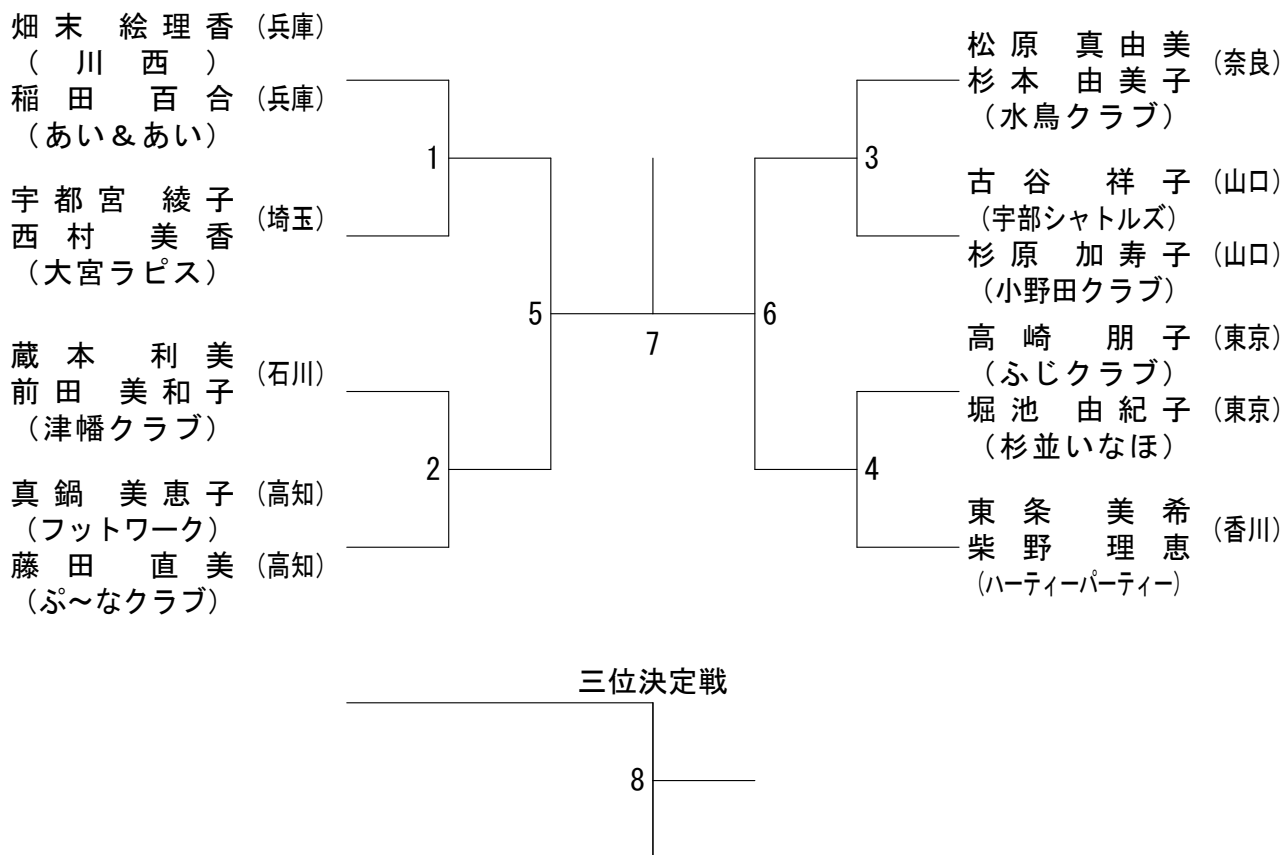 畑末 絵理香 (兵庫)
(川西)
稲田 百合 (兵庫)
(あい&あい)
1
宇都宮 綾子
西村 美香 (埼玉)
(大宮ラピス)
5
蔵本 利美
前田 美和子 (石川)
(津幡クラブ)
2
真鍋 美恵子 (高知)
(フットワーク)
藤田 直美 (高知)
(ぷ~なクラブ)
7
松原 真由美
杉本 由美子 (奈良)
(水鳥クラブ)
3
古谷 祥子 (山口)
(宇部シャトルズ)
杉原 加寿子 (山口)
(小野田クラブ)
6
高崎 朋子 (東京)
(ふじクラブ)
堀池 由紀子 (東京)
(杉並いなほ)
4
東条 美希
柴野 理恵 (香川)
(ハーティーパーティー)
三位決定戦
8